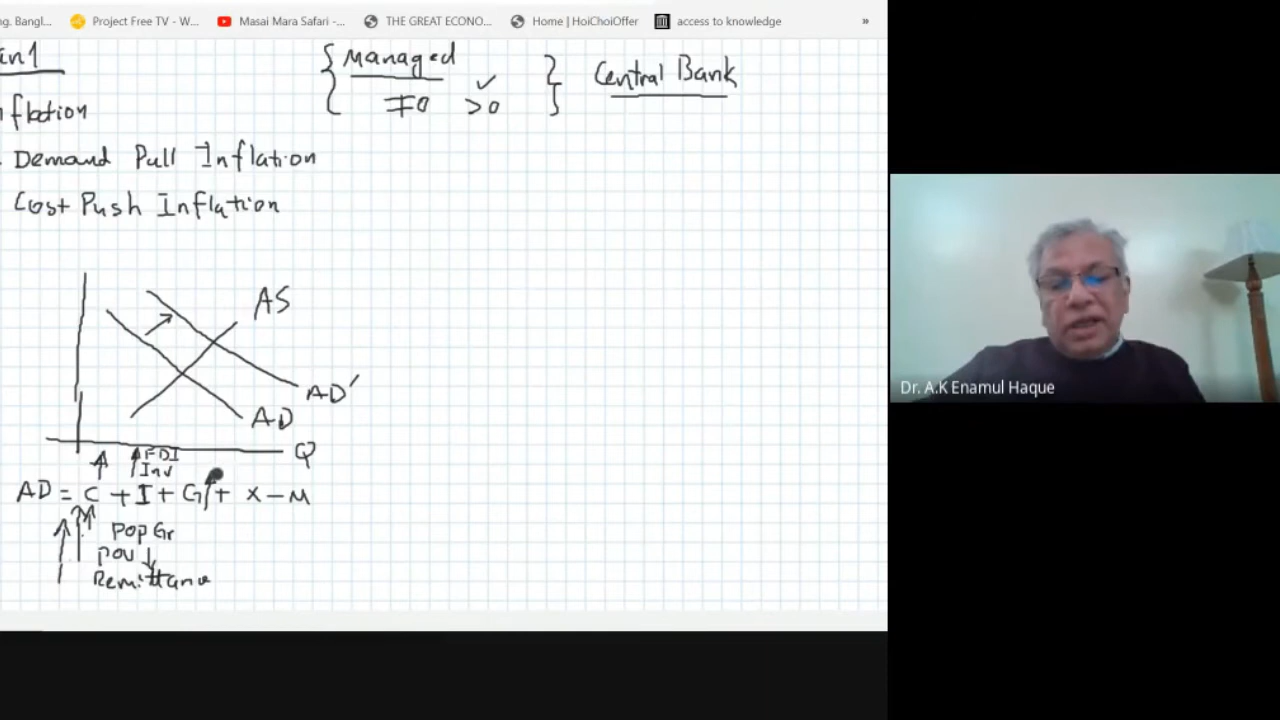 ng. Bangl... Project Free TV - W... Masai Mara Safari -... THE GREAT ECONO... Home | HoiChoiOffer access to knowledge »
in1
Managed
Central Bank
≠0 >0
nflation
Demand Pull Inflation
Cost Push Inflation
AS
AD'
AD
Q
FDI
Inv
AD = C + I + G + X - M
Pop Gr
Pov ↓
Remittance
Dr. A.K Enamul Haque